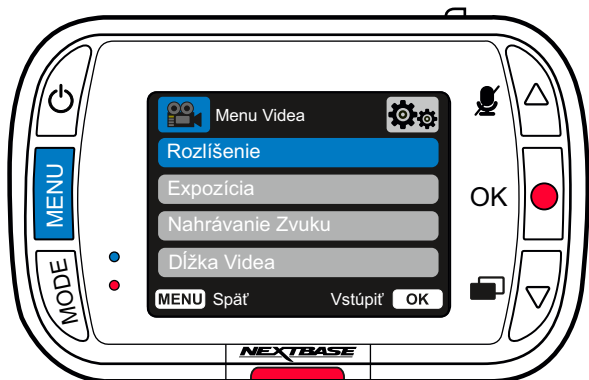 Menu Videa
Rozlíšenie
Expozícia
Nahrávanie Zvuku
Dĺžka Videa
MENU Späť Vstúpiť OK
MENU
MODE
OK
NEXTBASE